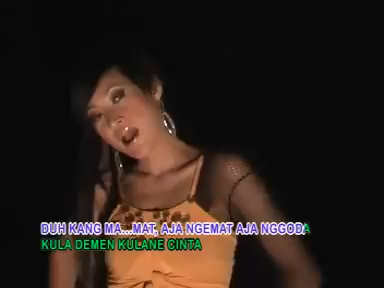 DUH KANG MA...MAT, AJA NGEMAT AJA NGGODA
KULA DEMEN KULANE CINTA